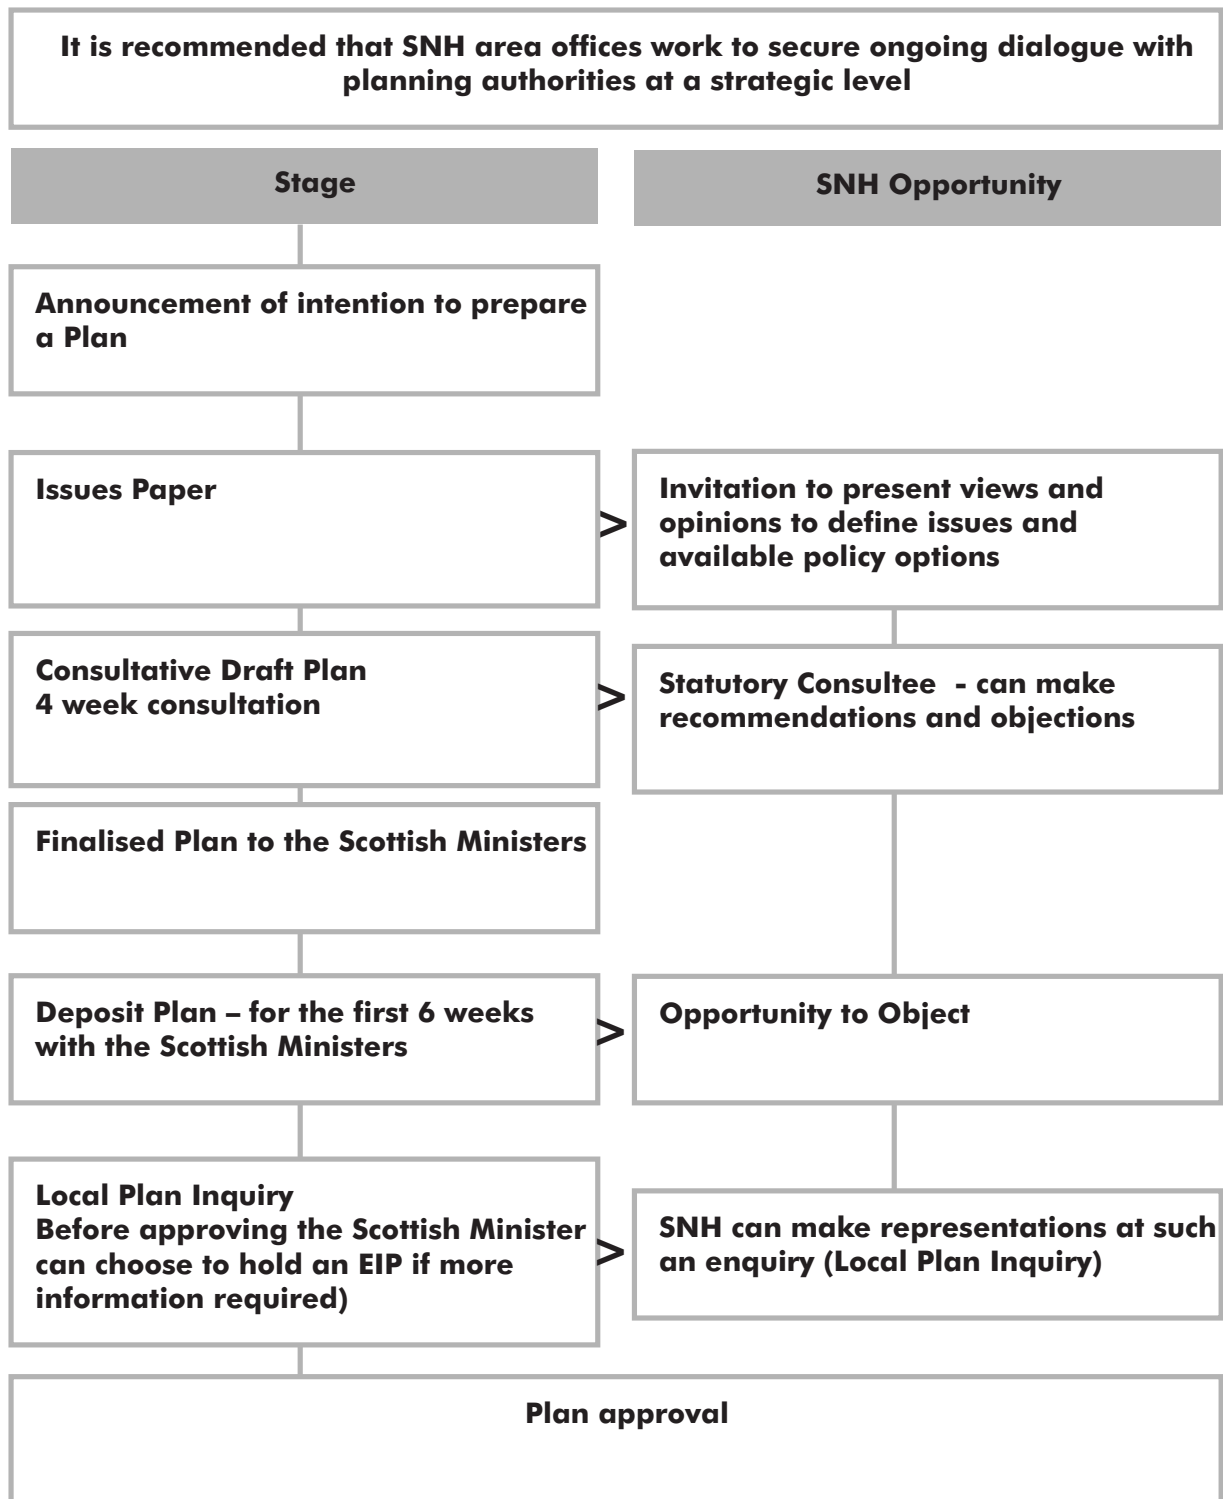 It is recommended that SNH area offices work to secure ongoing dialogue with
planning authorities at a strategic level
Stage
SNH Opportunity
Announcement of intention to prepare
a Plan
Issues Paper
>
Invitation to present views and
opinions to define issues and
available policy options
Consultative Draft Plan
4 week consultation
>
Statutory Consultee - can make
recommendations and objections
Finalised Plan to the Scottish Ministers
Deposit Plan – for the first 6 weeks
with the Scottish Ministers
>
Opportunity to Object
Local Plan Inquiry
Before approving the Scottish Minister
can choose to hold an EIP if more
information required)
>
SNH can make representations at such
an enquiry (Local Plan Inquiry)
Plan approval